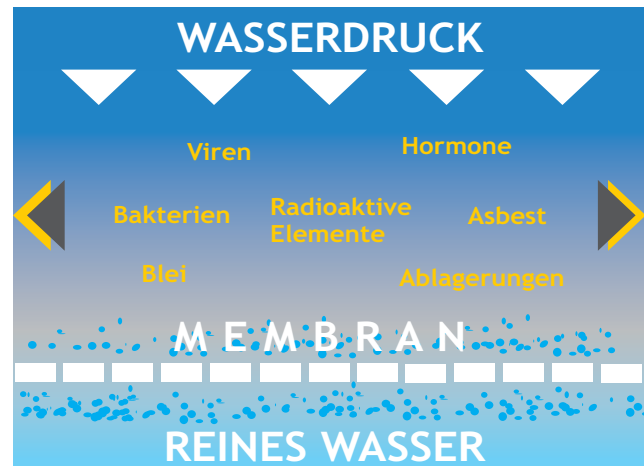 WASSERDRUCK
Viren
Hormone
Bakterien
Radioaktive
Elemente
Asbest
Blei
Ablagerungen
MEMBRAN
REINES WASSER